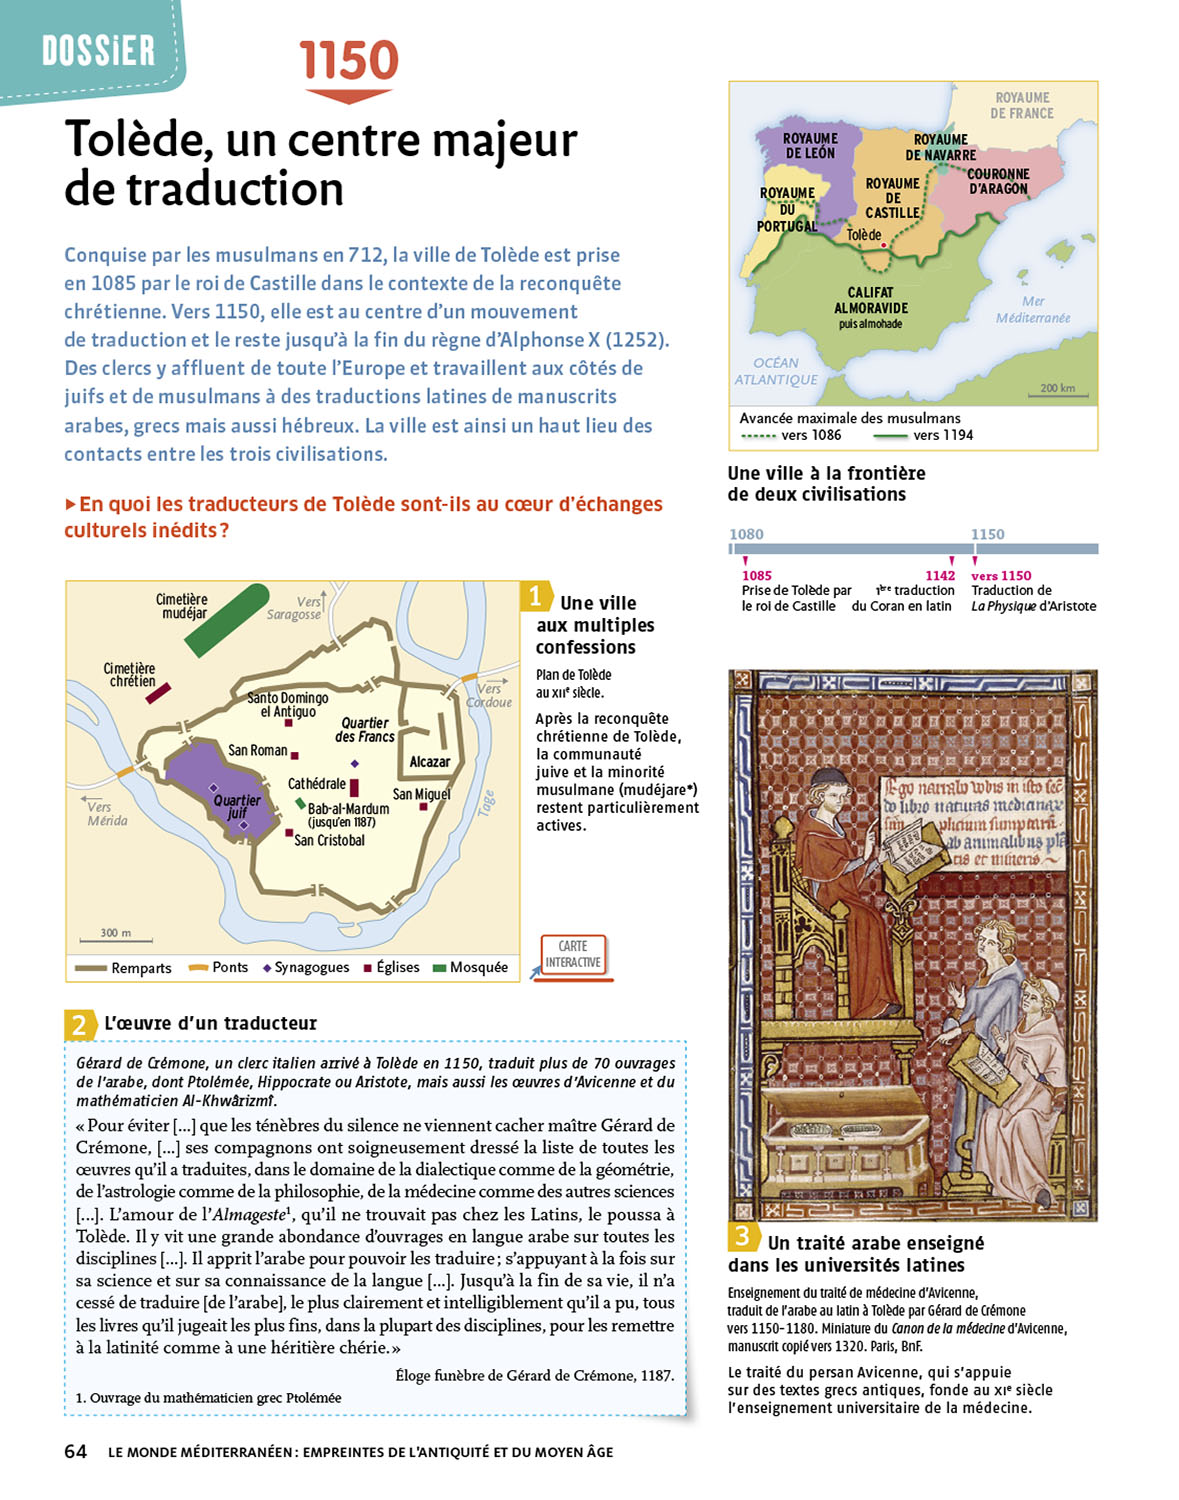 DOSSiER
1150
Tolède, un centre majeur
de traduction
Conquise par les musulmans en 712, la ville de Tolède est prise
en 1085 par le roi de Castille dans le contexte de la reconquête
chrétienne. Vers 1150, elle est au centre d'un mouvement
de traduction et le reste jusqu'à la fin du règne d'Alphonse X (1252).
Des clercs y affluent de toute l'Europe et travaillent aux côtés de
juifs et de musulmans à des traductions latines de manuscrits
arabes, grecs mais aussi hébreux. La ville est ainsi un haut lieu des
contacts entre les trois civilisations.
▶ En quoi les traducteurs de Tolède sont-ils au cœur d'échanges
culturels inédits ?
ROYAUME
DE FRANCE
ROYAUME
DE LEÓN
ROYAUME
DE NAVARRE
COURONNE
D'ARAGON
ROYAUME
DE
CASTILLE
ROYAUME
DU
PORTUGAL
Tolède
CALIFAT
ALMORAVIDE
puis almohade
Mer
Méditerranée
OCÉAN
ATLANTIQUE
200 km
Avancée maximale des musulmans
vers 1086 vers 1194
Une ville à la frontière
de deux civilisations
1080 1150
1085
Prise de Tolède par
le roi de Castille
1142
1ère traduction
du Coran en latin
vers 1150
Traduction de
La Physique d'Aristote
Cimetière
mudéjar
Vers
Saragosse
Cimetière
chrétien
Vers
Cordoue
Santo Domingo
el Antiguo
Quartier
des Francs
San Roman
Alcazar
Cathédrale
San Miguel
Quartier
juif
Bab-al-Mardum
(jusqu'en 1187)
San Cristobal
Vers
Mérida
Tage
300 m
Remparts Ponts Synagogues Églises Mosquée
1 Une ville
aux multiples
confessions
Plan de Tolède
au XIIe siècle.
Après la reconquête
chrétienne de Tolède,
la communauté
juive et la minorité
musulmane (mudéjare*)
restent particulièrement
actives.
CARTE
INTERACTIVE
2 L'œuvre d'un traducteur
Gérard de Crémone, un clerc italien arrivé à Tolède en 1150, traduit plus de 70 ouvrages
de l'arabe, dont Ptolémée, Hippocrate ou Aristote, mais aussi les œuvres d'Avicenne et du
mathématicien Al-Khwârizmî.
« Pour éviter [...] que les ténèbres du silence ne viennent cacher maître Gérard de
Crémone, [...] ses compagnons ont soigneusement dressé la liste de toutes les
œuvres qu'il a traduites, dans le domaine de la dialectique comme de la géométrie,
de l'astrologie comme de la philosophie, de la médecine comme des autres sciences
[...]. L'amour de l'Almageste1, qu'il ne trouvait pas chez les Latins, le poussa à
Tolède. Il y vit une grande abondance d'ouvrages en langue arabe sur toutes les
disciplines [...]. Il apprit l'arabe pour pouvoir les traduire ; s'appuyant à la fois sur
sa science et sur sa connaissance de la langue [...]. Jusqu'à la fin de sa vie, il n'a
cessé de traduire [de l'arabe], le plus clairement et intelligiblement qu'il a pu, tous
les livres qu'il jugeait les plus fins, dans la plupart des disciplines, pour les remettre
à la latinité comme à une héritière chérie. »
Éloge funèbre de Gérard de Crémone, 1187.
1. Ouvrage du mathématicien grec Ptolémée
3 Un traité arabe enseigné
dans les universités latines
Enseignement du traité de médecine d'Avicenne,
traduit de l'arabe au latin à Tolède par Gérard de Crémone
vers 1150-1180. Miniature du Canon de la médecine d'Avicenne,
manuscrit copié vers 1320. Paris, BnF.
Le traité du persan Avicenne, qui s'appuie
sur des textes grecs antiques, fonde au XIe siècle
l'enseignement universitaire de la médecine.
64 LE MONDE MÉDITERRANÉEN : EMPREINTES DE L'ANTIQUITÉ ET DU MOYEN ÂGE